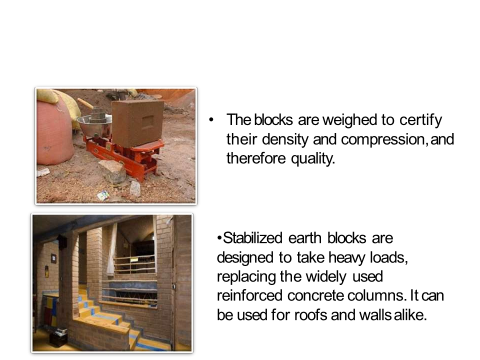 • The blocks are weighed to certify
their density and compression, and
therefore quality.
•Stabilized earth blocks are
designed to take heavy loads,
replacing the widely used
reinforced concrete columns. It can
be used for roofs and walls alike.